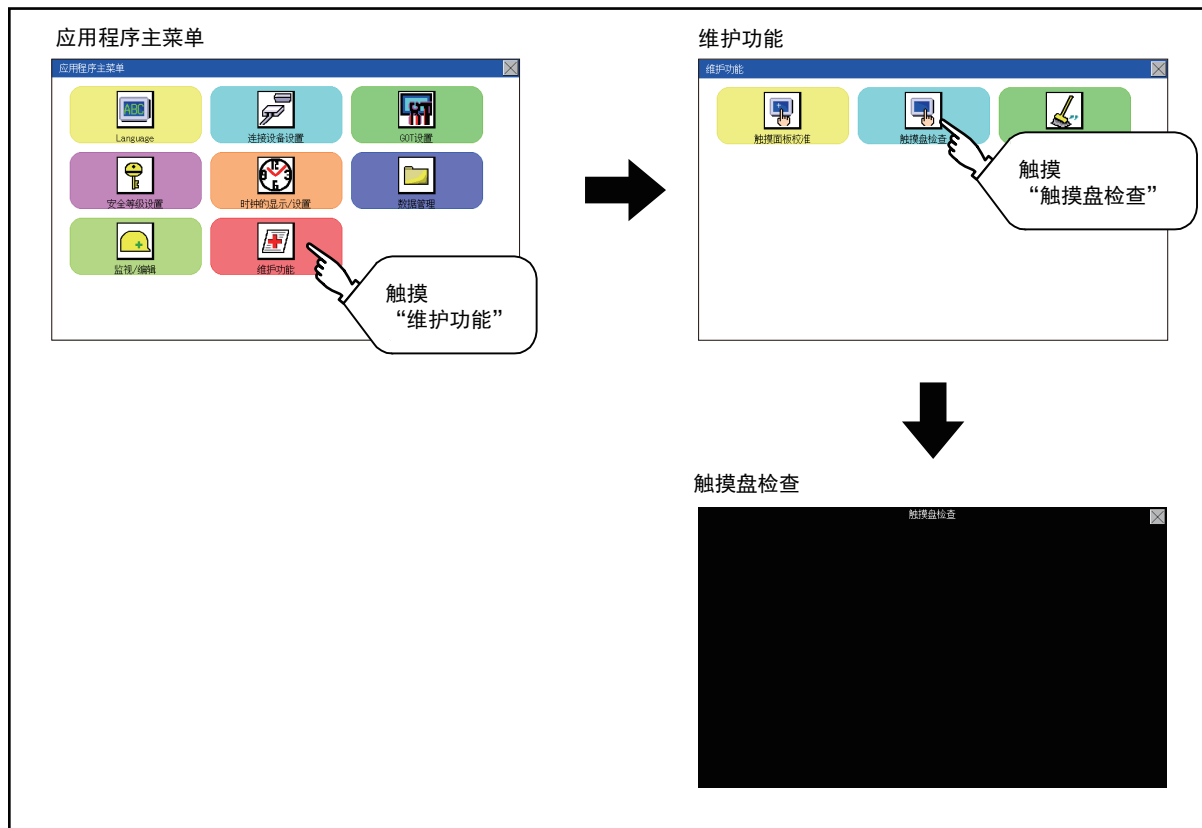 应用程序主菜单
应用程序主菜单
ABC
Language
连接设备设置
GOT设置
安全等级设置
时钟的显示/设置
数据管理
监视/编辑
维护功能
触摸
“维护功能”
维护功能
维护功能
触摸面板校准
触摸盘检查
触摸
“触摸盘检查”
触摸盘检查
触摸盘检查